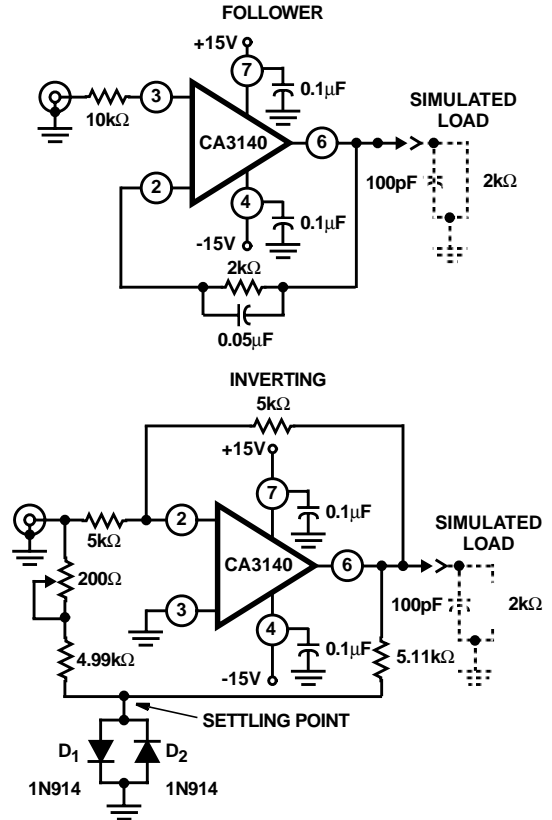 FOLLOWER
+15V
7
0.1μF
3
10kΩ
CA3140
6
SIMULATED
LOAD
100pF
2kΩ
2
4
0.1μF
-15V
2kΩ
0.05μF
INVERTING
5kΩ
+15V
7
0.1μF
5kΩ
2
CA3140
6
SIMULATED
LOAD
100pF
2kΩ
200Ω
3
4
0.1μF
-15V
4.99kΩ
5.11kΩ
SETTLING POINT
D1
D2
1N914
1N914